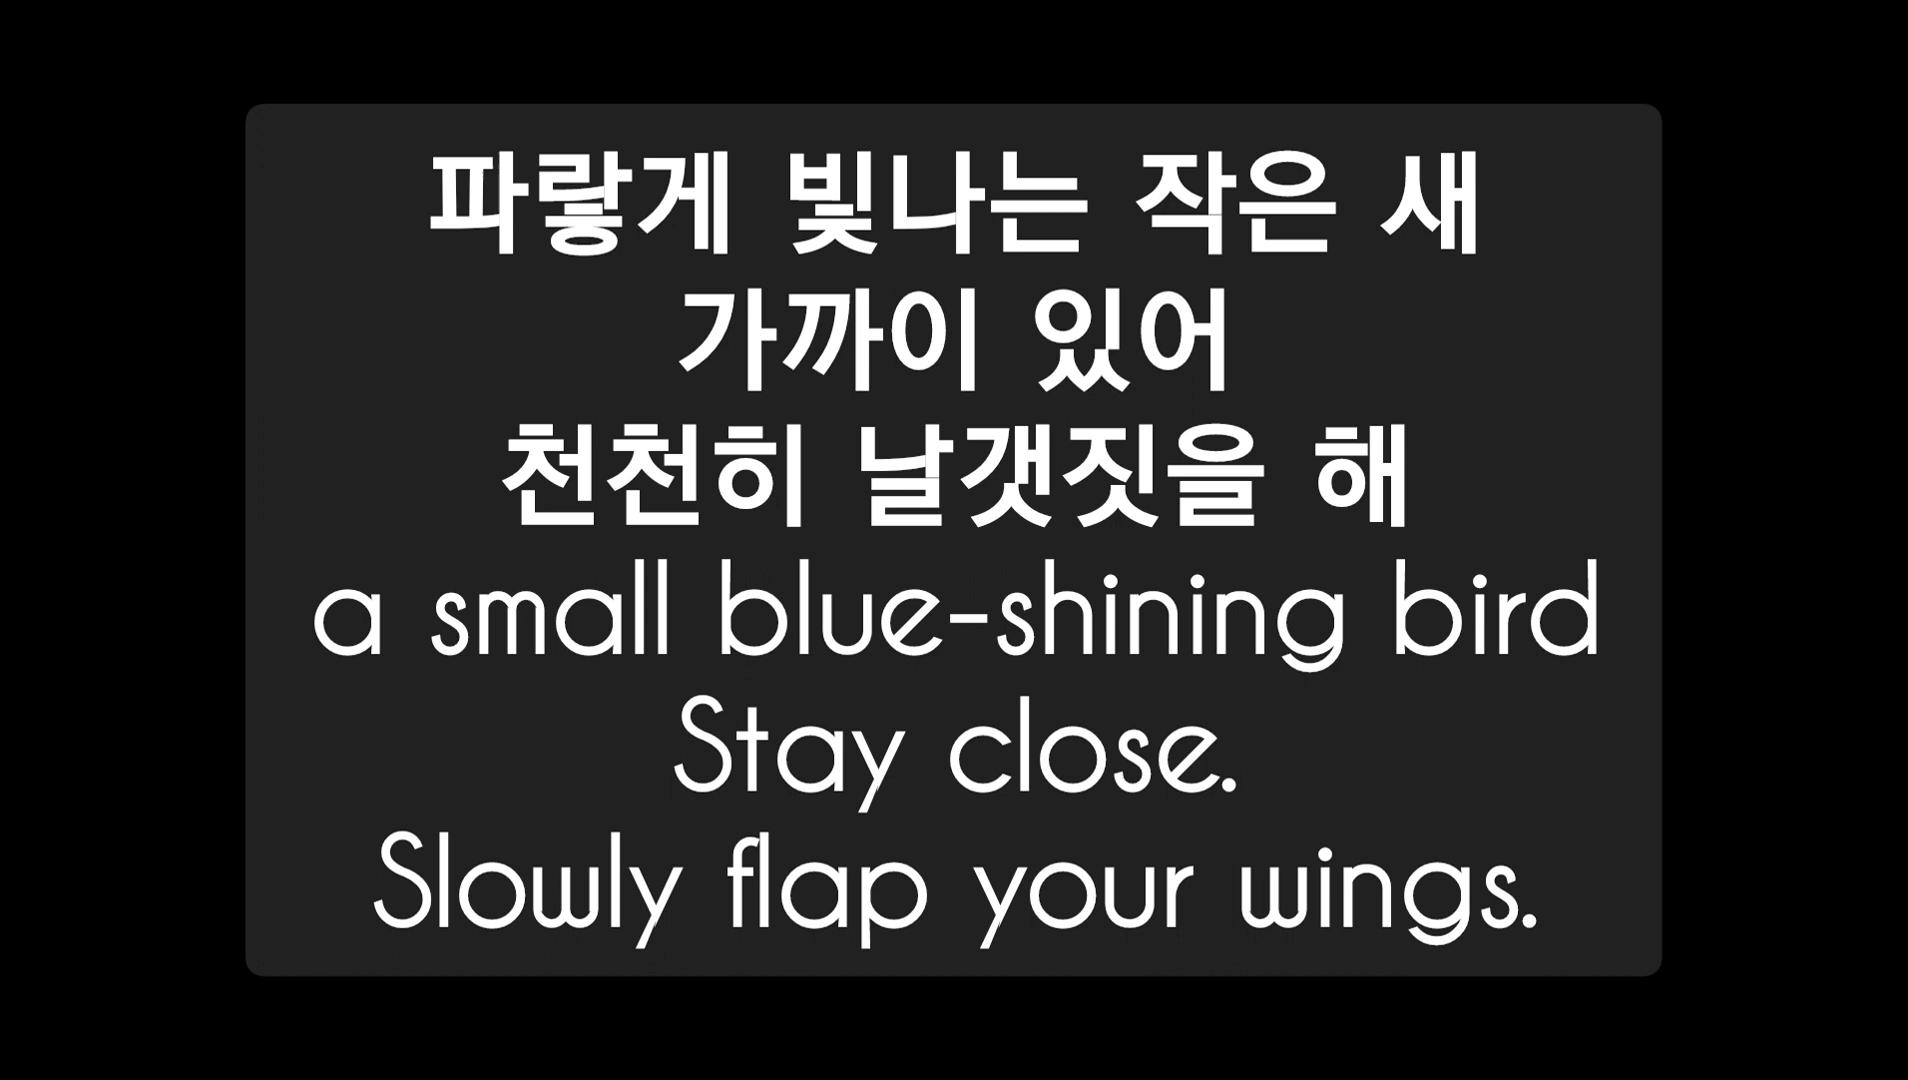 파랗게 빛나는 작은 새
가까이 있어
천천히 날갯짓을 해
a small blue-shining bird
Stay close.
Slowly flap your wings.